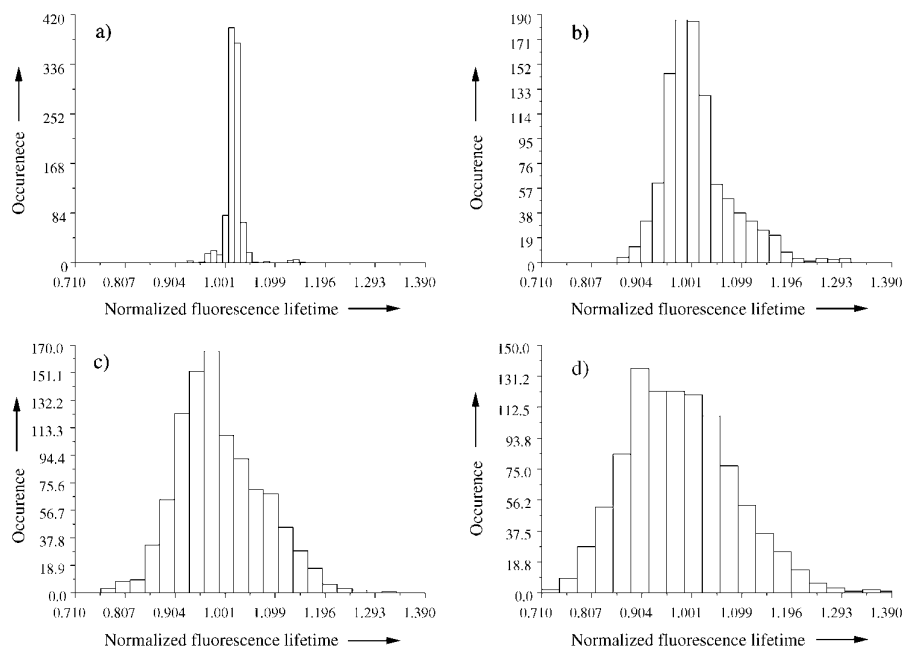 a)
420
336
252
168
84
0
Occurenece
0.710 0.807 0.904 1.001 1.099 1.196 1.293 1.390
Normalized fluorescence lifetime
b)
190
171
152
133
114
95
76
57
38
19
0
Occurence
0.710 0.807 0.904 1.001 1.099 1.196 1.293 1.390
Normalized fluorescence lifetime
c)
170.0
151.1
132.2
113.3
94.4
75.6
56.7
37.8
18.9
0.0
Occurence
0.710 0.807 0.904 1.001 1.099 1.196 1.293 1.390
Normalized fluorescence lifetime
d)
150.0
131.2
112.5
93.8
75.0
56.2
37.5
18.8
0.0
Occurence
0.710 0.807 0.904 1.001 1.099 1.196 1.293 1.390
Normalized fluorescence lifetime